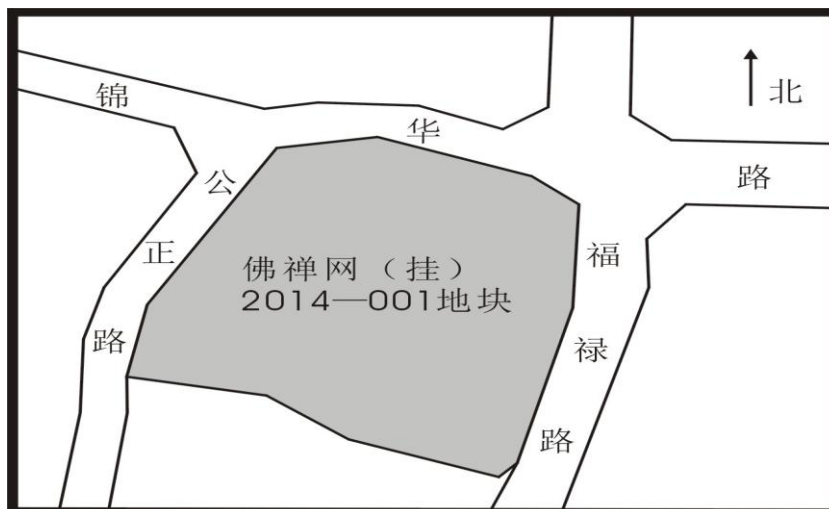 锦华路
北
公正路
福禄路
佛禅网（挂）
2014—001地块